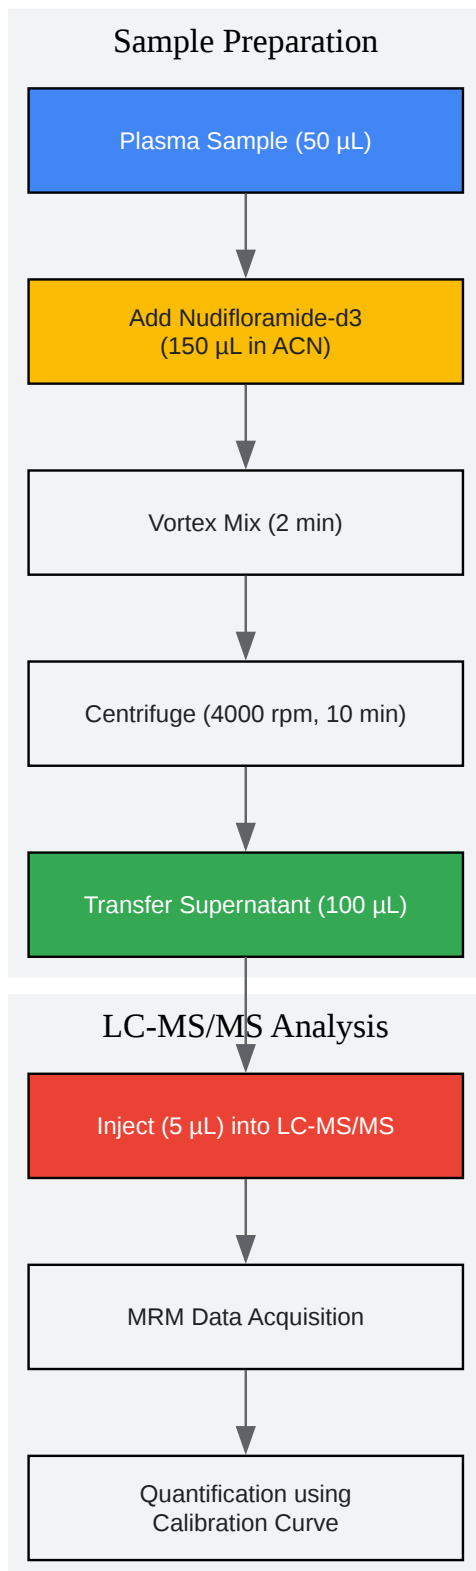 Sample Preparation
Plasma Sample (50 µL)
Add Nudifloramide-d3
(150 µL in ACN)
Vortex Mix (2 min)
Centrifuge (4000 rpm, 10 min)
Transfer Supernatant (100 µL)
LC-MS/MS Analysis
Inject (5 µL) into LC-MS/MS
MRM Data Acquisition
Quantification using
Calibration Curve